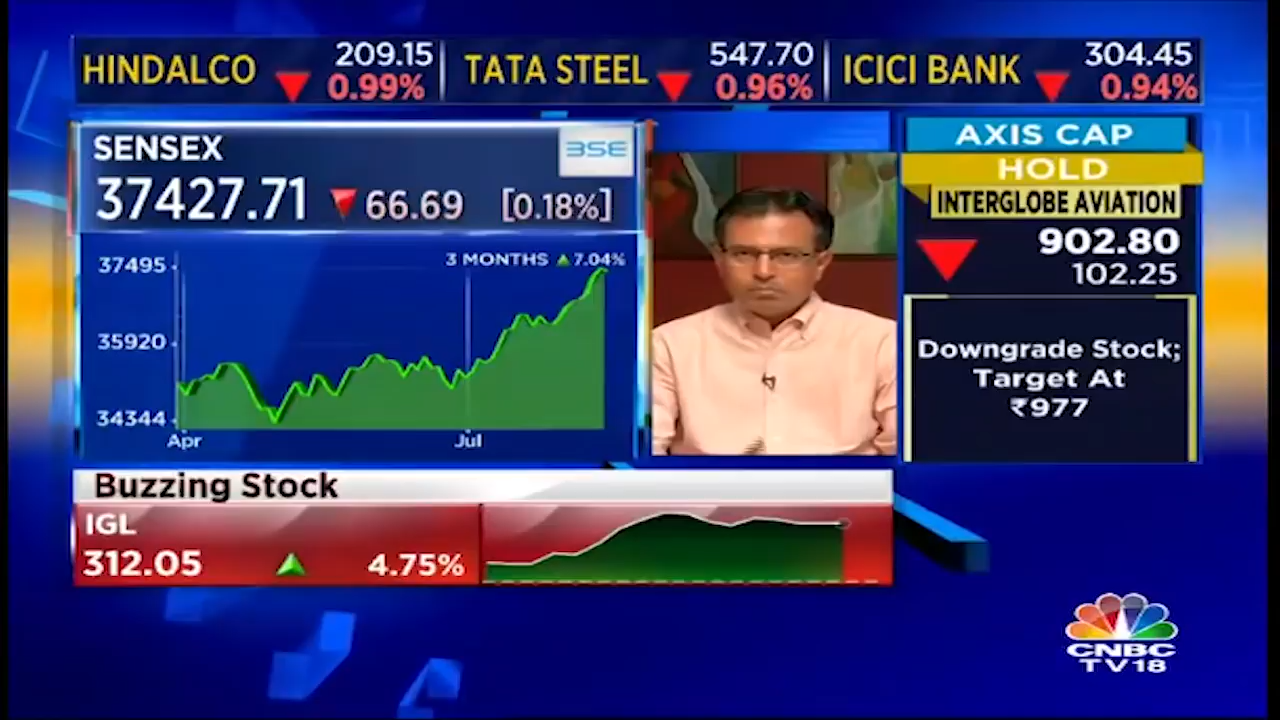 HINDALCO 209.15 0.99% TATA STEEL 547.70 0.96% ICICI BANK 304.45 0.94%
SENSEX BSE
37427.71 66.69 [0.18%]
3 MONTHS 7.04%
37495
35920
34344
Apr Jul
AXIS CAP
HOLD
INTERGLOBE AVIATION
902.80
102.25
Downgrade Stock;
Target At
₹977
Buzzing Stock
IGL
312.05 4.75%
CNBC
TV18